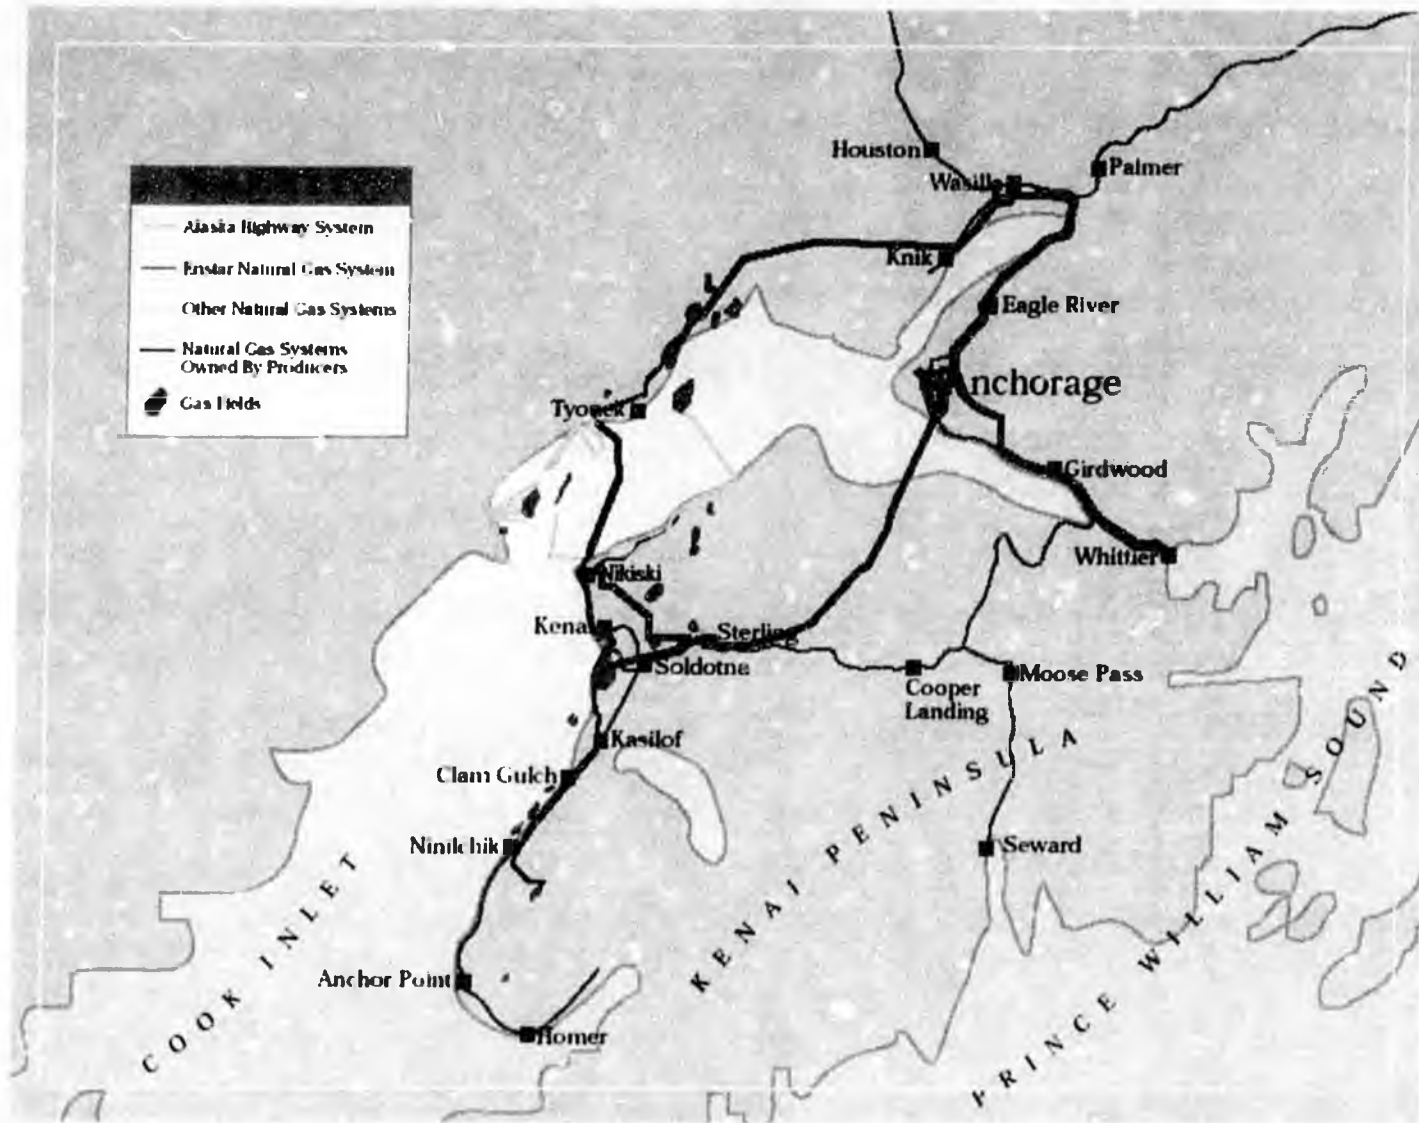 Houston
Palmer
Wasilla
Alaska Highway System
Enstar Natural Gas System
Knik
Other Natural Gas Systems
Eagle River
Natural Gas Systems
Owned By Producers
Anchorage
Gas Fields
Tyonek
Girdwood
Whittier
Nikiski
Kenai
Sterling
Soldotna
Cooper
Landing
Moose Pass
Kasilof
Clam Gulch
Ninilchik
Seward
Anchor Point
Homer
COOK INLET
KENAI PENINSULA
PRINCE WILLIAM SOUND